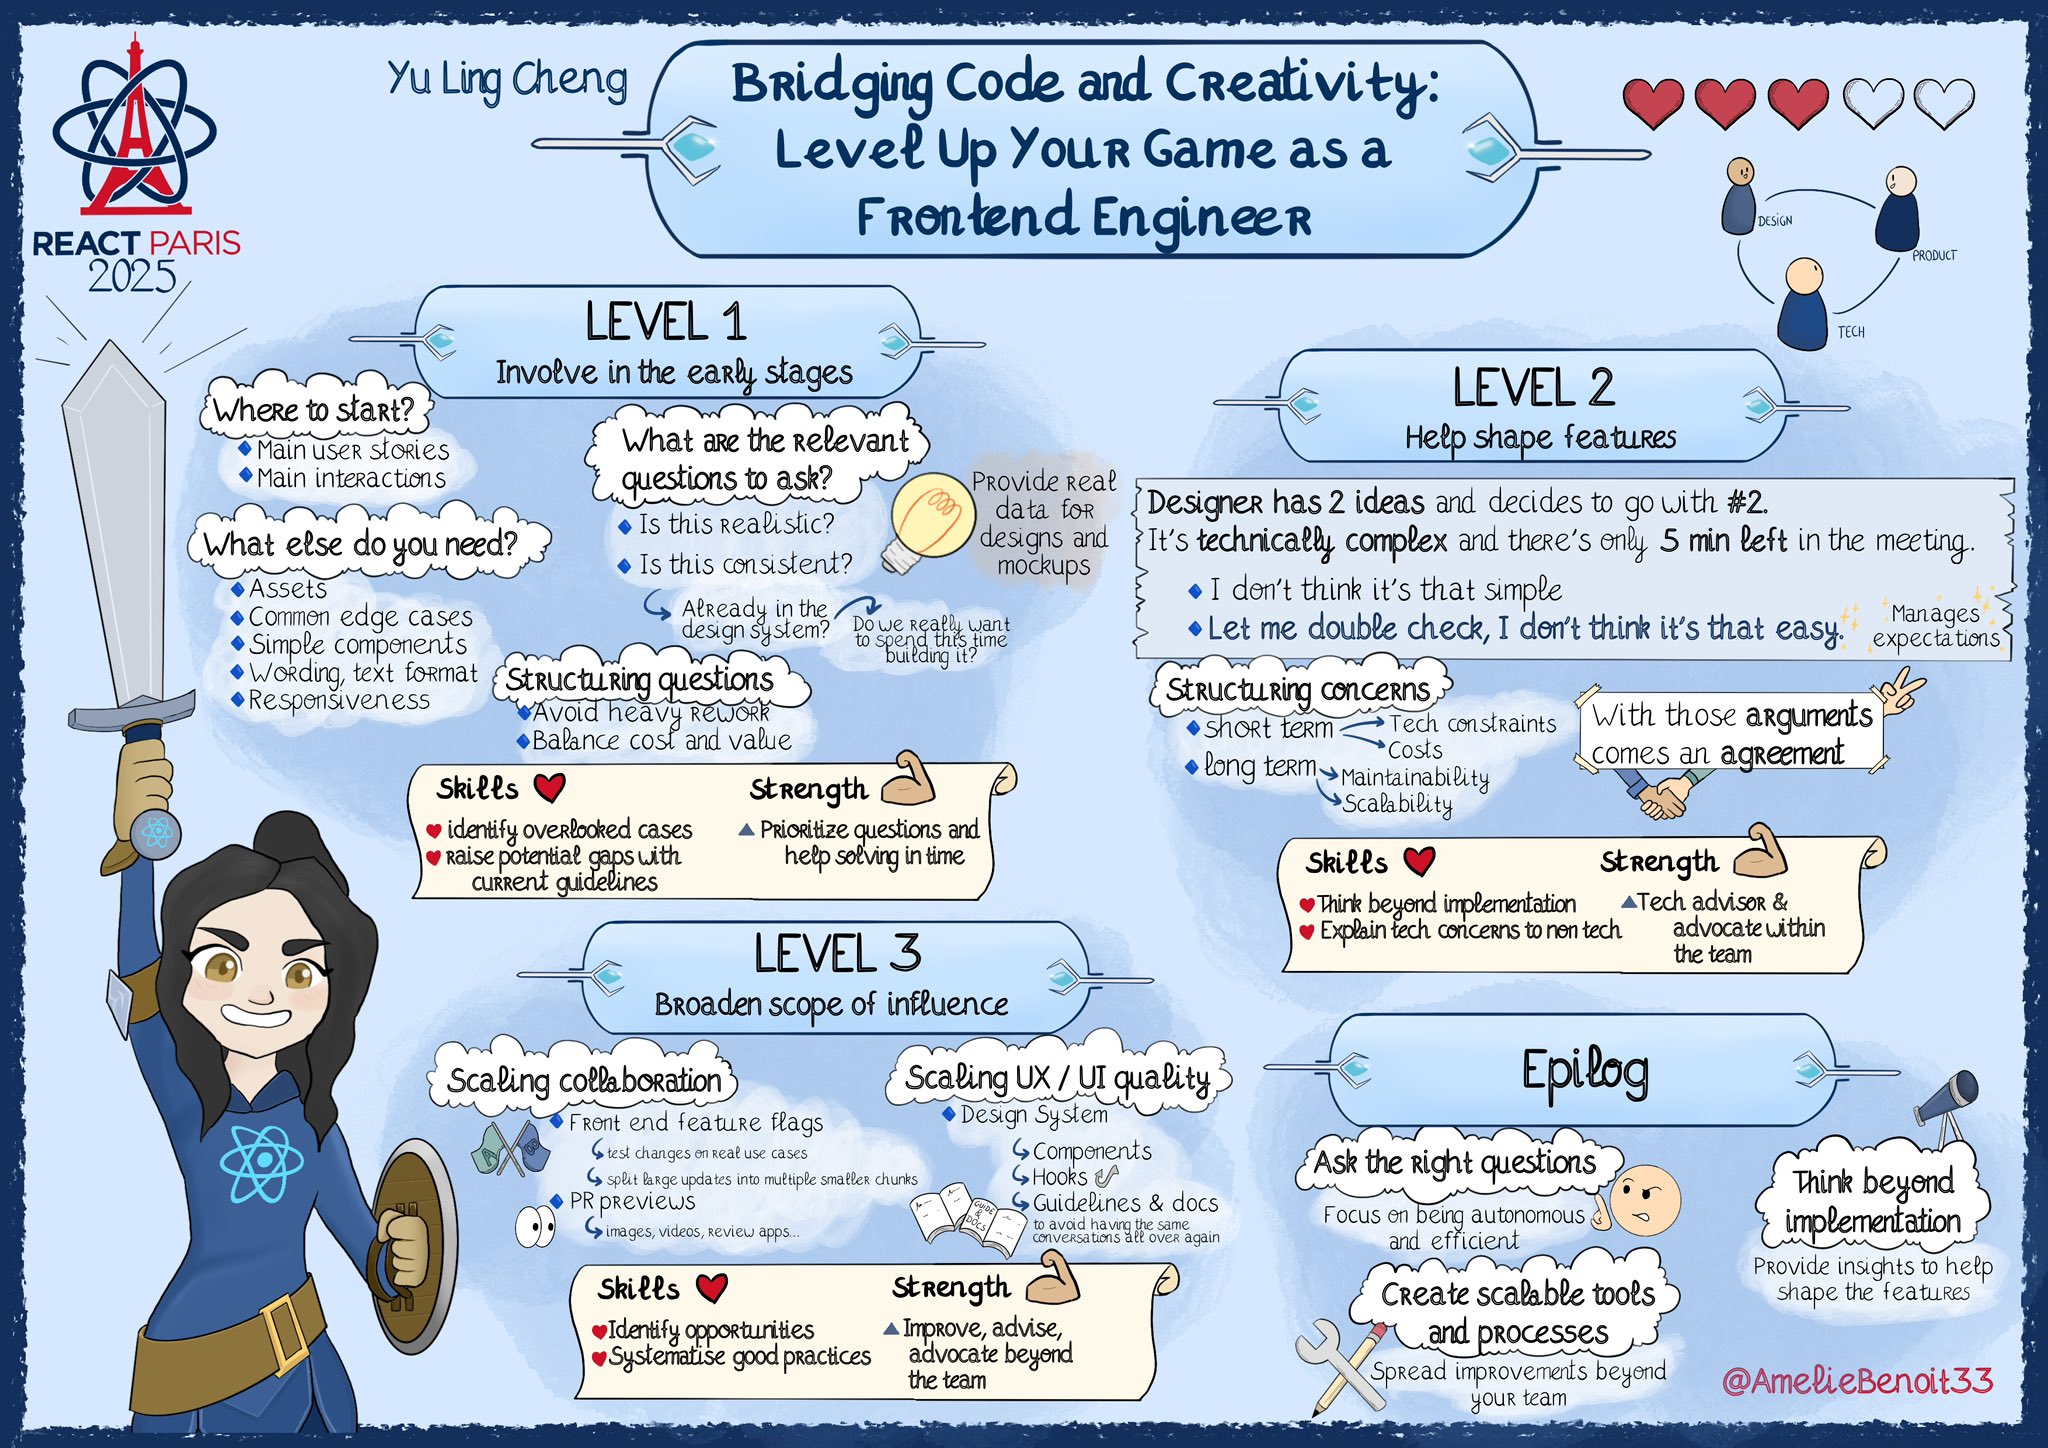 REACT PARIS
2025
Yu Ling Cheng
Bridging Code and Creativity:
Level Up Your Game as a
Frontend Engineer
DESIGN
PRODUCT
TECH
LEVEL 1
Involve in the early stages
Where to start?
Main user stories
Main interactions
What else do you need?
Assets
Common edge cases
Simple components
Wording, text format
Responsiveness
What are the relevant
questions to ask?
Is this realistic?
Is this consistent?
Already in the
design system?
Do we really want
to spend this time
building it?
Provide real
data for
designs and
mockups
Structuring questions
Avoid heavy rework
Balance cost and value
Skills
identify overlooked cases
raise potential gaps with
current guidelines
Strength
Prioritize questions and
help solving in time
LEVEL 2
Help shape features
Designer has 2 ideas and decides to go with #2.
It's technically complex and there's only 5 min left in the meeting.
I don't think it's that simple
Let me double check, I don't think it's that easy.
Manages
expectations
Structuring concerns
short term
Tech constraints
Costs
long term
Maintainability
Scalability
With those arguments
comes an agreement
Skills
Think beyond implementation
Explain tech concerns to non tech
Strength
Tech advisor &
advocate within
the team
LEVEL 3
Broaden scope of influence
Scaling collaboration
Front end feature flags
test changes on real use cases
split large updates into multiple smaller chunks
PR previews
images, videos, review apps...
A
B
Scaling UX / UI quality
Design System
Components
Hooks
Guidelines & docs
to avoid having the same
conversations all over again
GUIDE
&
DOCS
Skills
Identify opportunities
Systematise good practices
Strength
Improve, advise,
advocate beyond
the team
Epilog
Ask the right questions
Focus on being autonomous
and efficient
Create scalable tools
and processes
Spread improvements beyond
your team
Think beyond
implementation
Provide insights to help
shape the features
@AmelieBenoit33